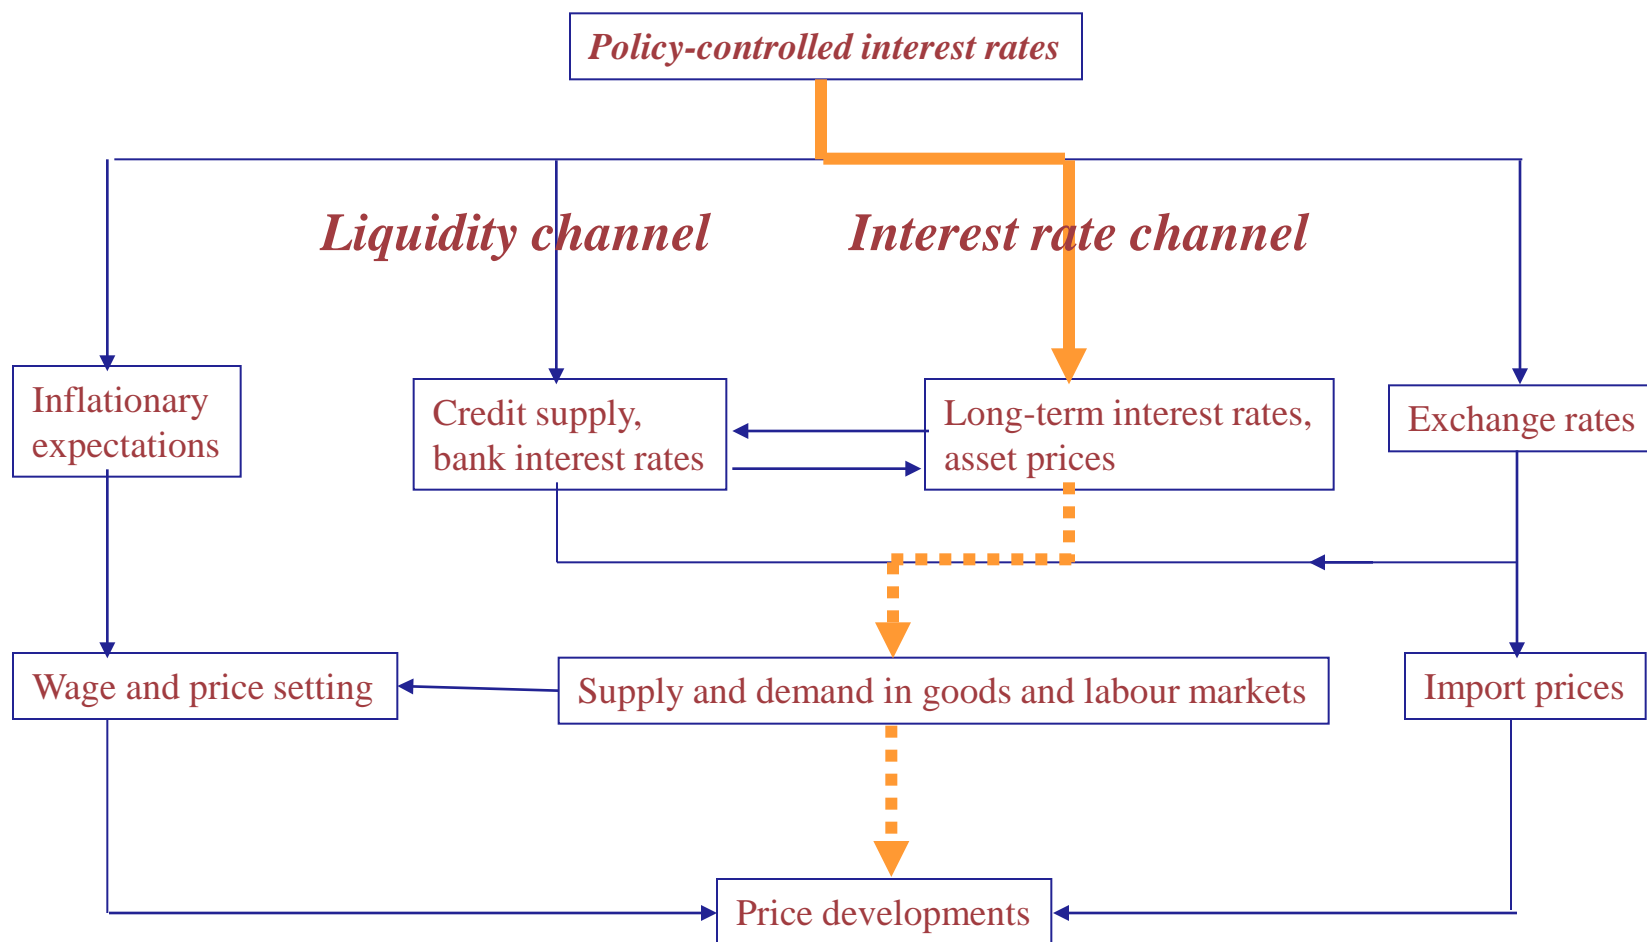 Policy-controlled interest rates
Liquidity channel
Interest rate channel
Inflationary
expectations
Credit supply,
bank interest rates
Long-term interest rates,
asset prices
Exchange rates
Wage and price setting
Supply and demand in goods and labour markets
Import prices
Price developments